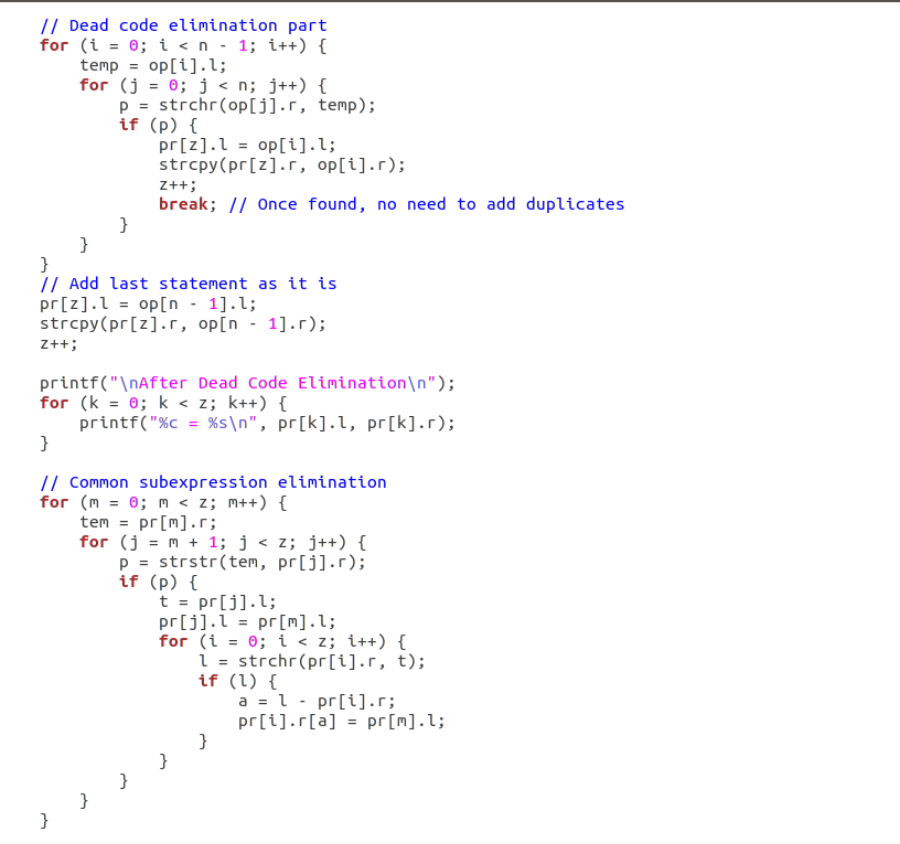 // Dead code elimination part
for (i = 0; i < n - 1; i++) {
    temp = op[i].l;
    for (j = 0; j < n; j++) {
        p = strchr(op[j].r, temp);
        if (p) {
            pr[z].l = op[i].l;
            strcpy(pr[z].r, op[i].r);
            z++;
            break; // Once found, no need to add duplicates
        }
    }
}
// Add last statement as it is
pr[z].l = op[n - 1].l;
strcpy(pr[z].r, op[n - 1].r);
z++;

printf("\nAfter Dead Code Elimination\n");
for (k = 0; k < z; k++) {
    printf("%c = %s\n", pr[k].l, pr[k].r);
}

// Common subexpression elimination
for (m = 0; m < z; m++) {
    tem = pr[m].r;
    for (j = m + 1; j < z; j++) {
        p = strstr(tem, pr[j].r);
        if (p) {
            t = pr[j].l;
            pr[j].l = pr[m].l;
            for (i = 0; i < z; i++) {
                l = strchr(pr[i].r, t);
                if (l) {
                    a = l - pr[i].r;
                    pr[i].r[a] = pr[m].l;
                }
            }
        }
    }
}